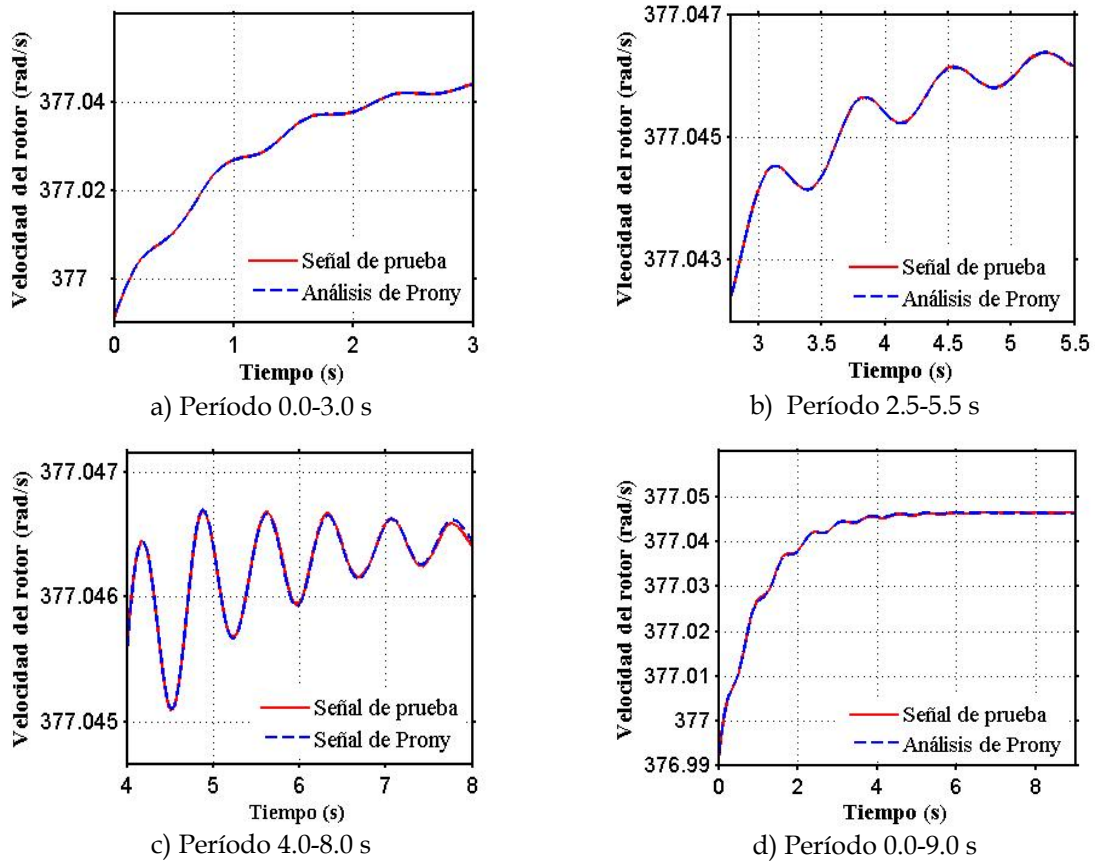 Velocidad del rotor (rad/s)
377.04
377.02
377
Señal de prueba
Análisis de Prony
0 1 2 3
Tiempo (s)
a) Período 0.0-3.0 s
Vleocidad del rotor (rad/s)
377.047
377.045
377.043
Señal de prueba
Análisis de Prony
3 3.5 4 4.5 5 5.5
Tiempo (s)
b) Período 2.5-5.5 s
Velocidad del rotor (rad/s)
377.047
377.046
377.045
Señal de prueba
Señal de Prony
4 5 6 7 8
Tiempo (s)
c) Período 4.0-8.0 s
Velocidad del rotor (rad/s)
377.05
377.04
377.03
377.02
377.01
377
376.99
Señal de prueba
Análisis de Prony
0 2 4 6 8
Tiempo (s)
d) Período 0.0-9.0 s